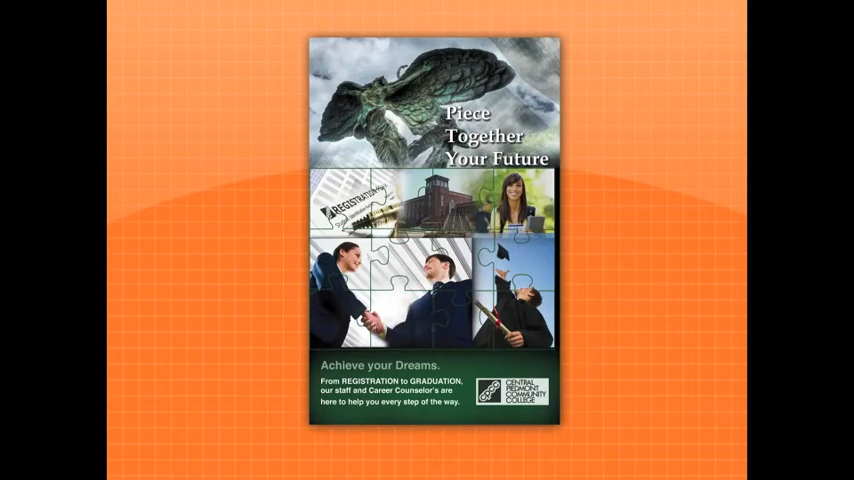 Piece
Together
Your Future
REGISTRATION
Achieve your Dreams.
From REGISTRATION to GRADUATION,
our staff and Career Counselor's are
here to help you every step of the way.
CPCC
CENTRAL
PIEDMONT
COMMUNITY
COLLEGE